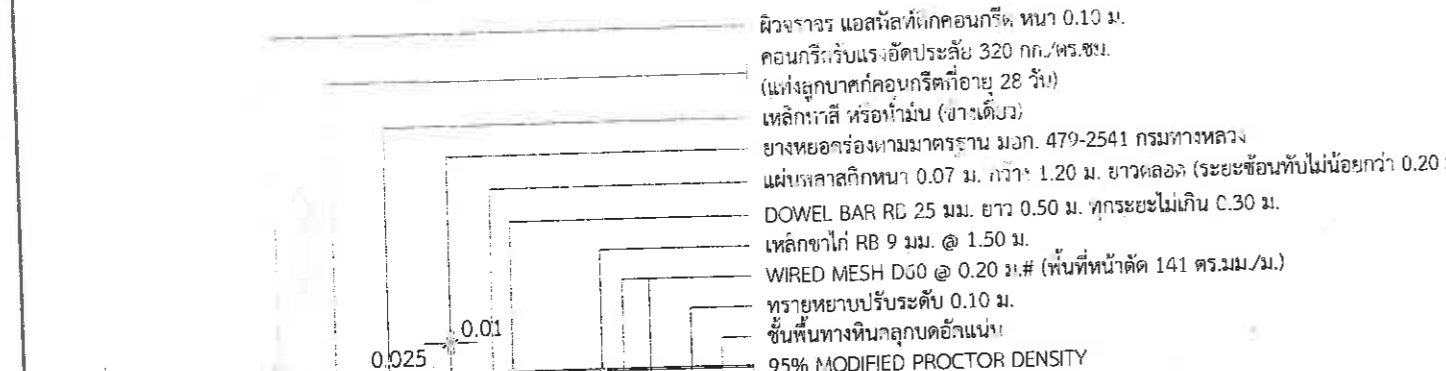 ผิวจราจร แอสฟัลท์ติกคอนกรีต หนา 0.10 ม.
คอนกรีตรับแรงอัดประลัย 320 กก./ตร.ซม.
(แท่งลูกบาศก์คอนกรีตที่อายุ 28 วัน)
เหล็กทาสี หรือน้ำมัน (ข้างเดียว)
ยางหยอดร่องตามมาตรฐาน มอก. 479-2541 กรมทางหลวง
แผ่นพลาสติกหนา 0.07 ม. กว้าง 1.20 ม. ยาวตลอด (ระยะซ้อนทับไม่น้อยกว่า 0.20
DOWEL BAR RB 25 มม. ยาว 0.50 ม. ทุกระยะไม่เกิน 0.30 ม.
เหล็กขาไก่ RB 9 มม. @ 1.50 ม.
WIRED MESH @ 0.20 ม.# (พื้นที่หน้าตัด 141 ตร.มม./ม.)
ทรายหยาบปรับระดับ 0.10 ม.
0.01 ชั้นพื้นทางหินคลุกบดอัดแน่น
0.025 95% MODIFIED PROCTOR DENSITY